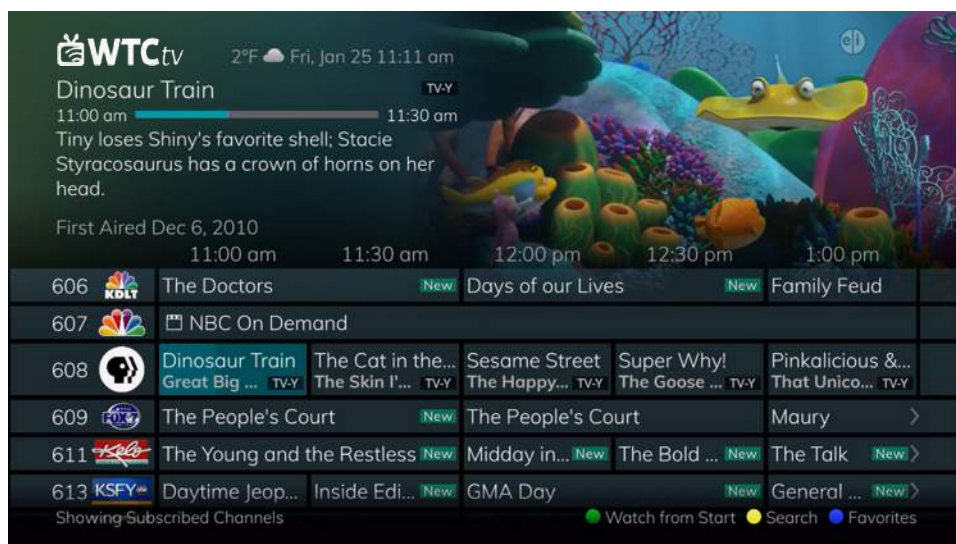 WTCtv
2°F Fri, Jan 25 11:11 am
Dinosaur Train TV-Y
11:00 am 11:30 am
Tiny loses Shiny's favorite shell; Stacie
Styracosaurus has a crown of horns on her
head.
First Aired Dec 6, 2010
11:00 am 11:30 am 12:00 pm 12:30 pm 1:00 pm
606 KDLT The Doctors New Days of our Lives New Family Feud
607 NBC On Demand
608 Dinosaur Train The Cat in the... Sesame Street Super Why! Pinkalicious &...
Great Big ... TV-Y The Skin I'... TV-Y The Happy... TV-Y The Goose ... TV-Y That Unico... TV-Y
609 FOX7 The People's Court New The People's Court Maury
611 Kelo The Young and the Restless New Midday in... New The Bold ... New The Talk New
613 KSFY Daytime Jeop... Inside Edi... New GMA Day New General ... New
Showing Subscribed Channels Watch from Start Search Favorites